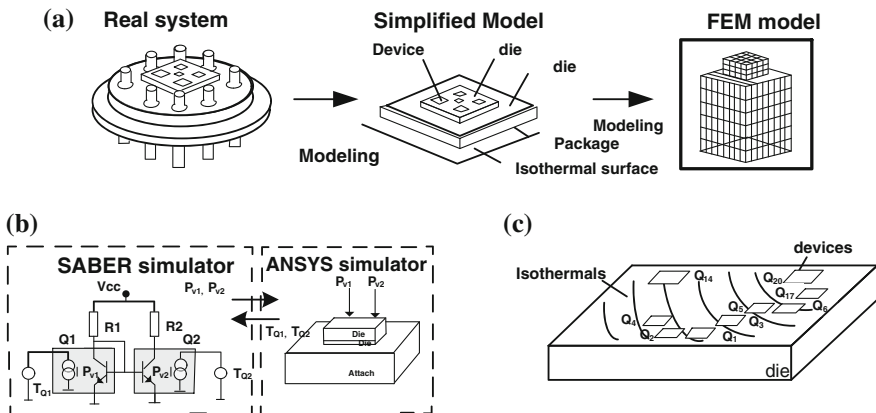 (a)
Real system
Simplified Model
FEM model
Device
die
die
Modeling
Modeling
Package
Isothermal surface
(b)
SABER simulator
Vcc
R1
R2
Q1
Q2
Pv1
Pv2
TQ1
TQ2
Pv1, Pv2
TQ1, TQ2
ANSYS simulator
Pv1
Pv2
Die
Die
Attach
(c)
devices
Isothermals
Q14
Q20
Q17
Q5
Q6
Q4
Q3
Q2
Q1
die